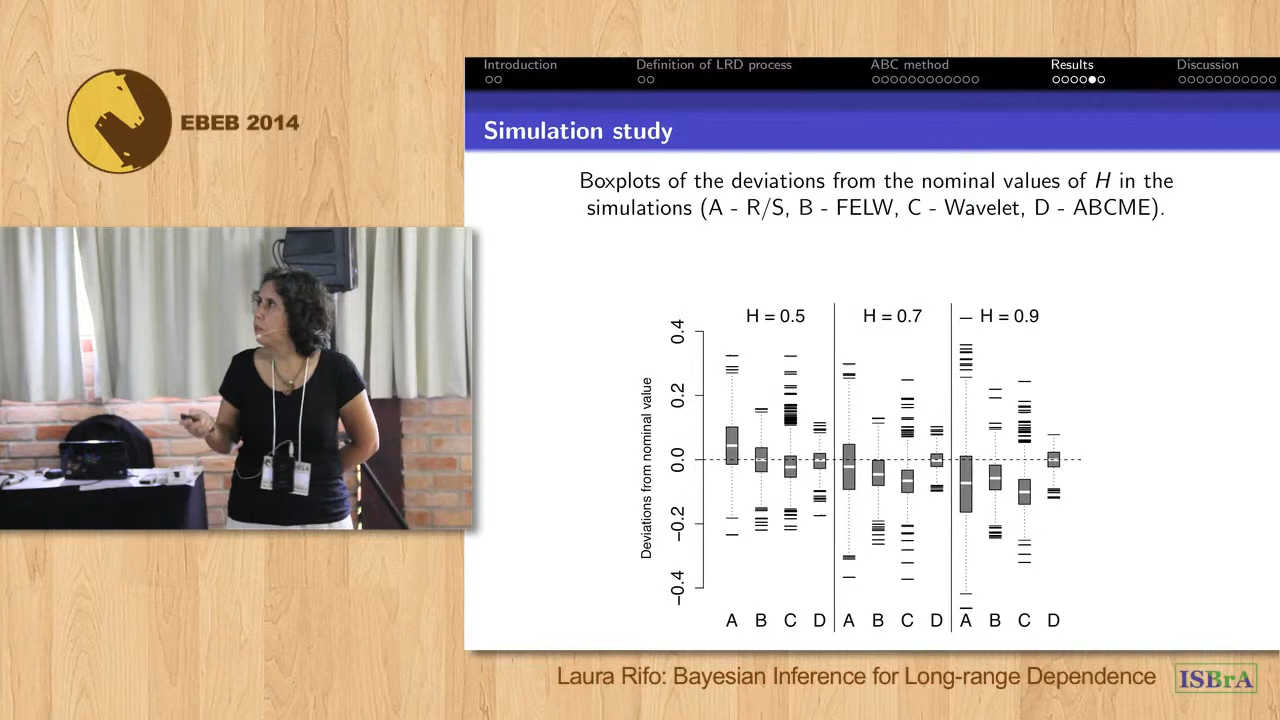 EBEB 2014
Introduction
Definition of LRD process
ABC method
Results
Discussion
Simulation study
Boxplots of the deviations from the nominal values of H in the
simulations (A - R/S, B - FELW, C - Wavelet, D - ABCME).
H = 0.5
H = 0.7
H = 0.9
Deviations from nominal value
0.4
0.2
0.0
−0.2
−0.4
A B C D A B C D A B C D
Laura Rifo: Bayesian Inference for Long-range Dependence
ISBrA